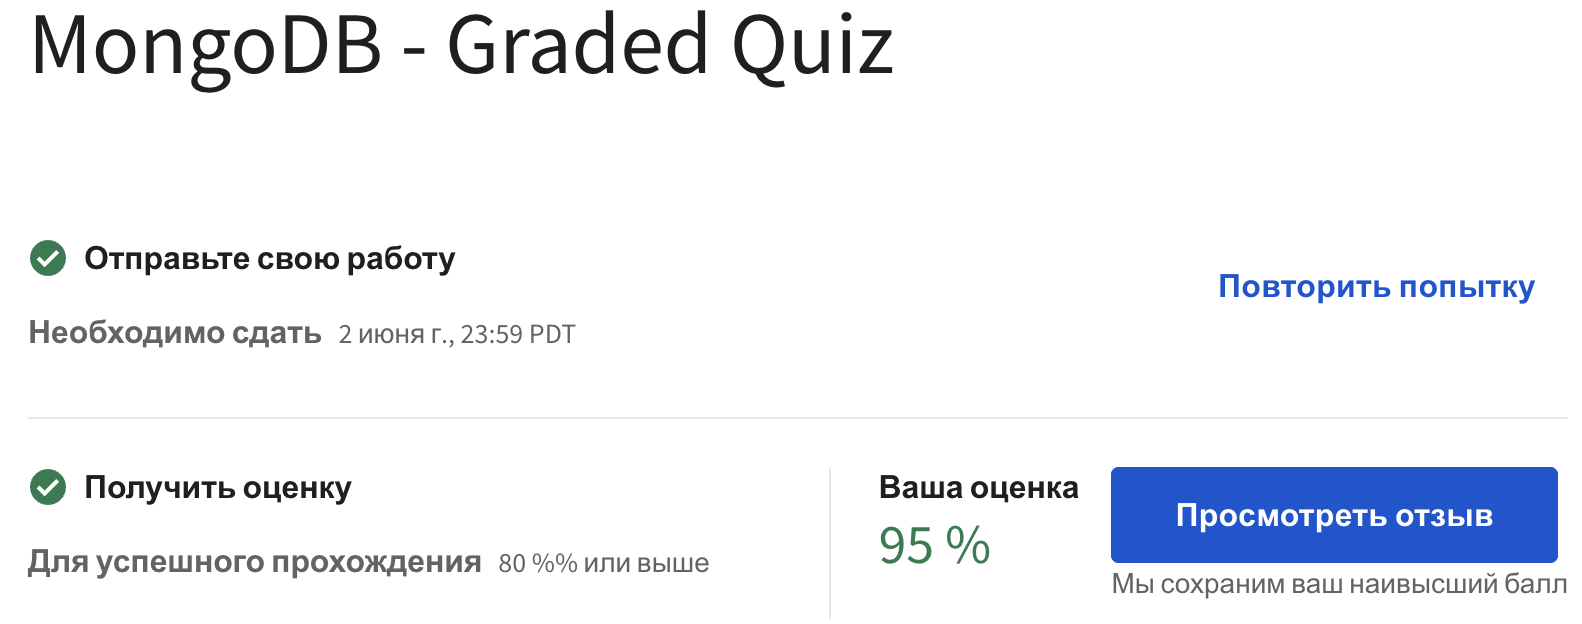 MongoDB - Graded Quiz
Отправьте свою работу
Повторить попытку
Необходимо сдать 2 июня г., 23:59 PDT
Получить оценку
Для успешного прохождения 80 %% или выше
Ваша оценка
95 %
Просмотреть отзыв
Мы сохраним ваш наивысший балл